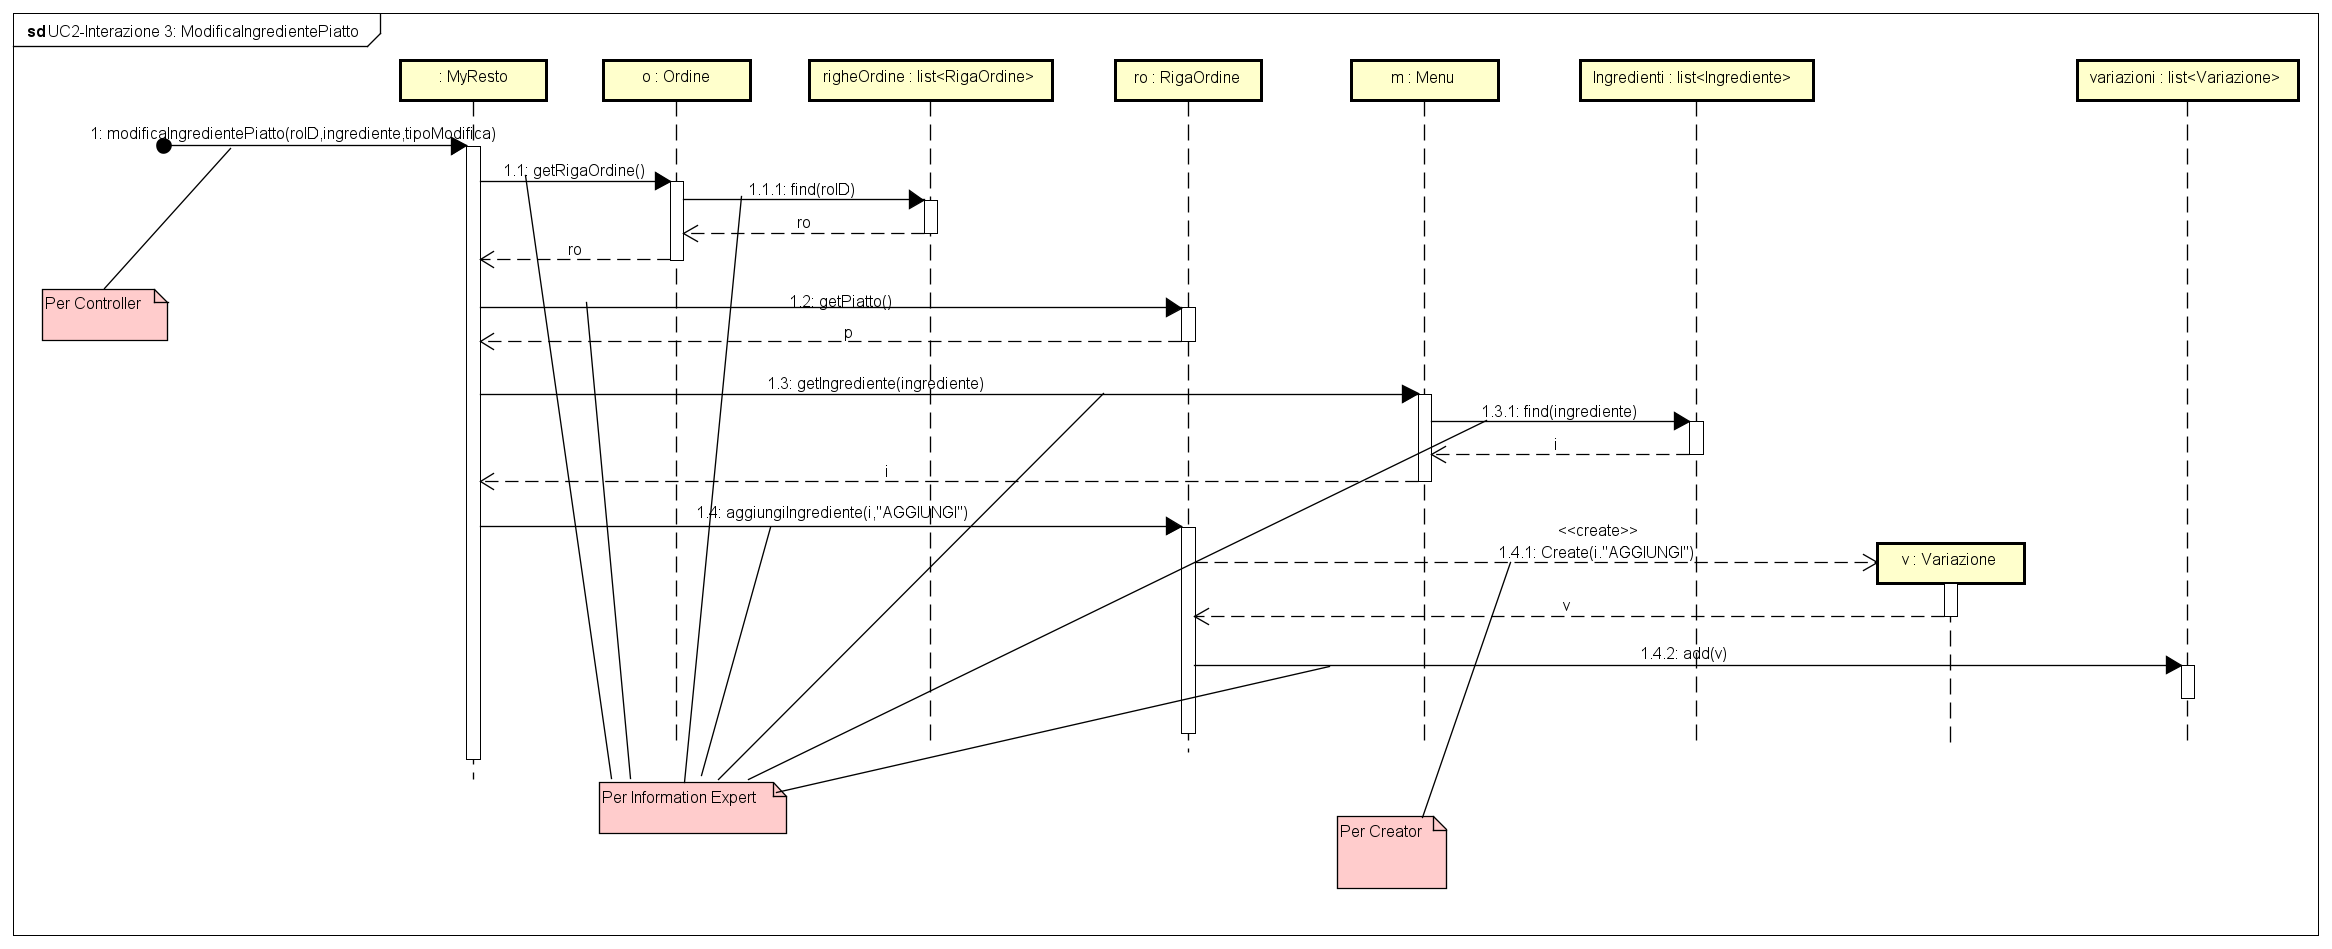 sd UC2-Interazione 3: ModificaIngredientePiatto
: MyResto
o : Ordine
righeOrdine : list<RigaOrdine>
ro : RigaOrdine
m : Menu
Ingredienti : list<Ingrediente>
variazioni : list<Variazione>
1: modificaIngredientePiatto(roID,ingrediente,tipoModifica)
1.1: getRigaOrdine()
1.1.1: find(roID)
ro
ro
Per Controller
1.2: getPiatto()
p
1.3: getIngrediente(ingrediente)
1.3.1: find(ingrediente)
i
i
1.4: aggiungiIngrediente(i,"AGGIUNGI")
<<create>>
1.4.1: Create(i."AGGIUNGI")
v : Variazione
v
1.4.2: add(v)
Per Information Expert
Per Creator